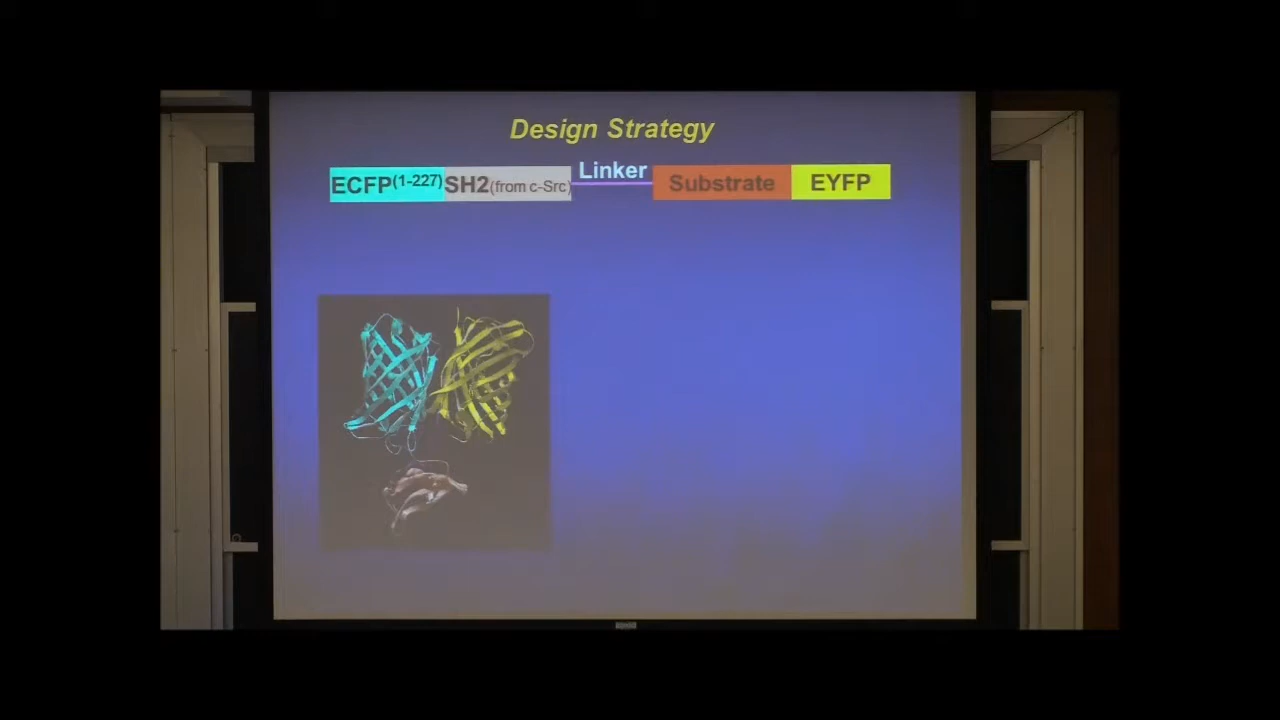 Design Strategy
ECFP(1-227) SH2(from c-Src) Linker Substrate EYFP